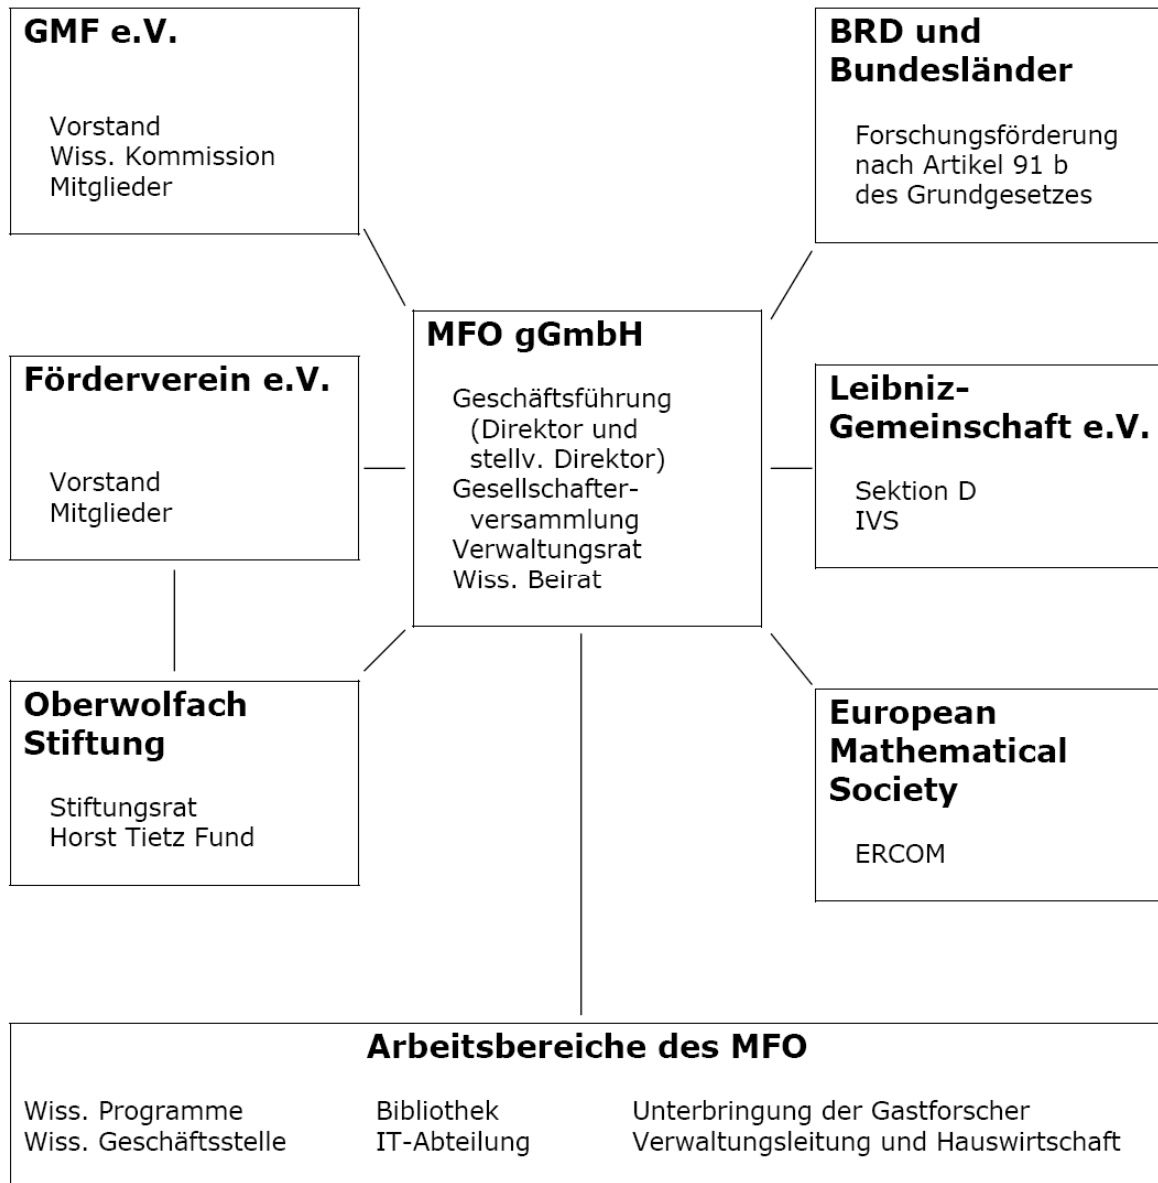 GMF e.V.
Vorstand
Wiss. Kommission
Mitglieder
BRD und
Bundesländer
Forschungsförderung
nach Artikel 91 b
des Grundgesetzes
MFO gGmbH
Geschäftsführung
(Direktor und
stellv. Direktor)
Gesellschafter-
versammlung
Verwaltungsrat
Wiss. Beirat
Förderverein e.V.
Vorstand
Mitglieder
Leibniz-
Gemeinschaft e.V.
Sektion D
IVS
Oberwolfach
Stiftung
Stiftungsrat
Horst Tietz Fund
European
Mathematical
Society
ERCOM
Arbeitsbereiche des MFO
Wiss. Programme
Wiss. Geschäftsstelle
Bibliothek
IT-Abteilung
Unterbringung der Gastforscher
Verwaltungsleitung und Hauswirtschaft